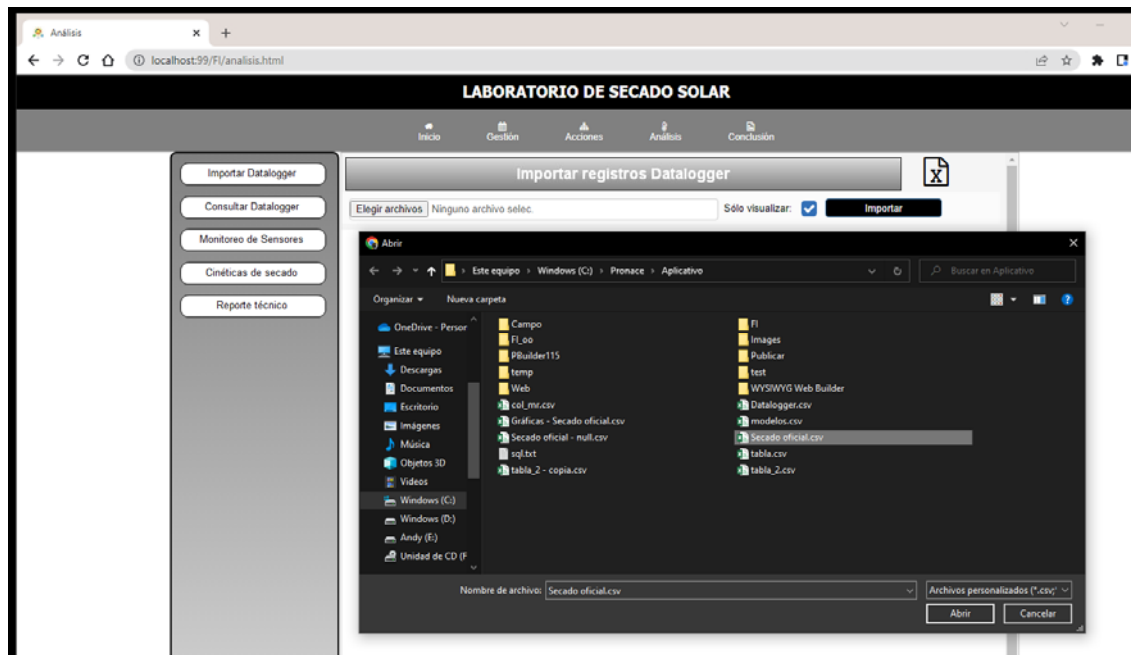 Análisis
localhost:99/FI/analisis.html
LABORATORIO DE SECADO SOLAR
Inicio Gestión Acciones Análisis Conclusión
Importar Datalogger
Consultar Datalogger
Monitoreo de Sensores
Cinéticas de secado
Reporte técnico
Importar registros Datalogger
X
Elegir archivos Ninguno archivo selec. Sólo visualizar: Importar
Abrir
Este equipo › Windows (C:) › Pronace › Aplicativo Buscar en Aplicativo
Organizar Nueva carpeta
OneDrive - Person
Este equipo
Descargas
Documentos
Escritorio
Imágenes
Música
Objetos 3D
Videos
Windows (C:)
Windows (D:)
Andy (E:)
Unidad de CD (F
Campo FI
FI_oo Images
PBuilder115 Publicar
temp test
Web WYSIWYG Web Builder
col_mr.csv Datalogger.csv
Gráficas - Secado oficial.csv modelos.csv
Secado oficial - null.csv Secado oficial.csv
sql.txt tabla.csv
tabla_2 - copia.csv tabla_2.csv
Nombre de archivo: Secado oficial.csv Archivos personalizados (*.csv;*
Abrir Cancelar